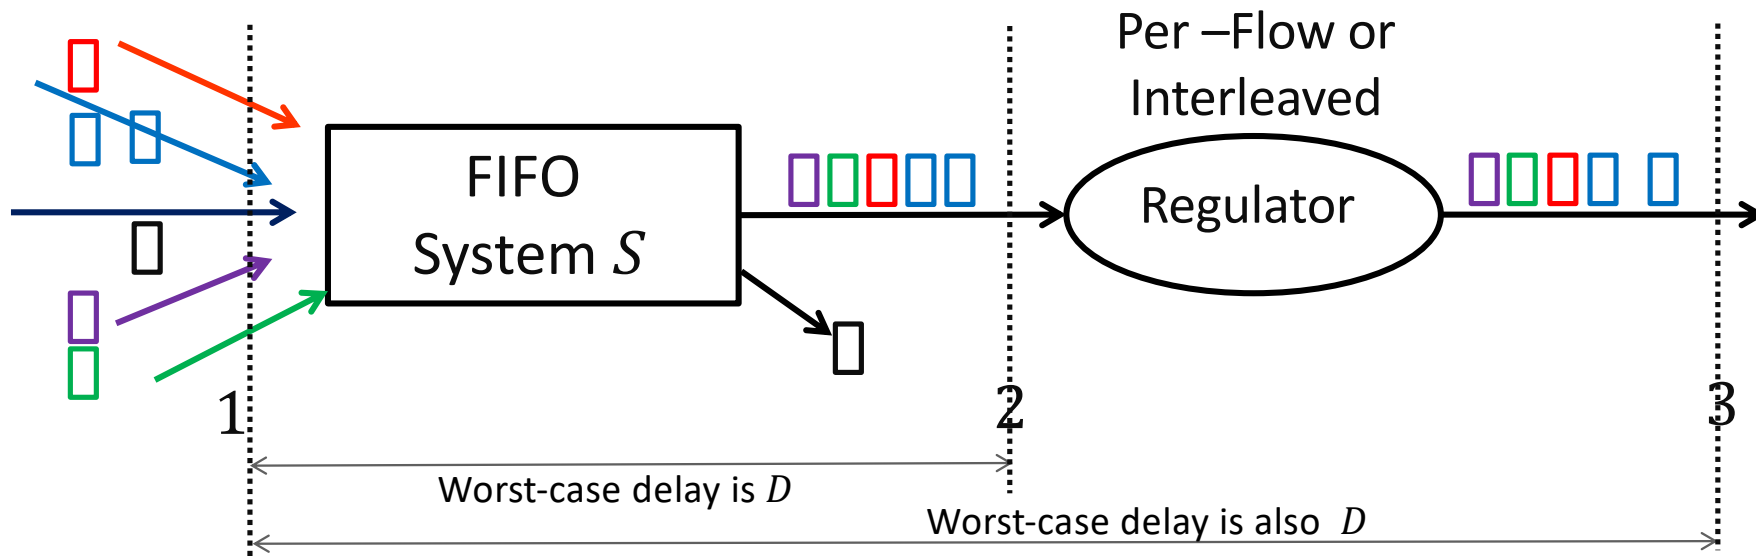 Per –Flow or
Interleaved
FIFO
System S
Regulator
1
2
3
Worst-case delay is D
Worst-case delay is also D